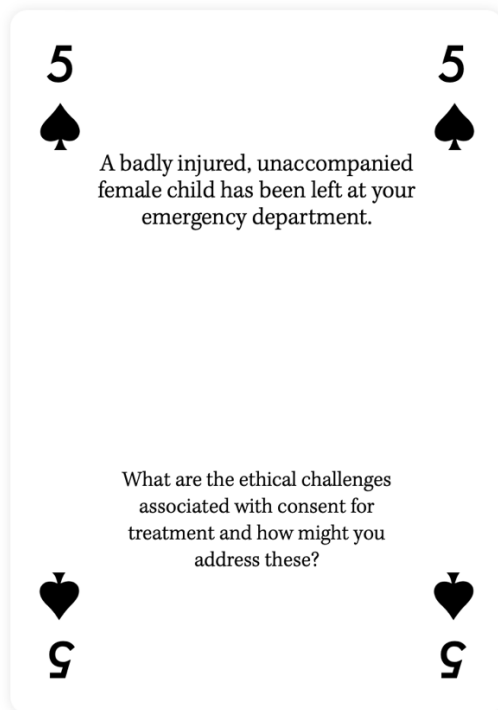 5 5
A badly injured, unaccompanied
female child has been left at your
emergency department.
What are the ethical challenges
associated with consent for
treatment and how might you
address these?
5 5